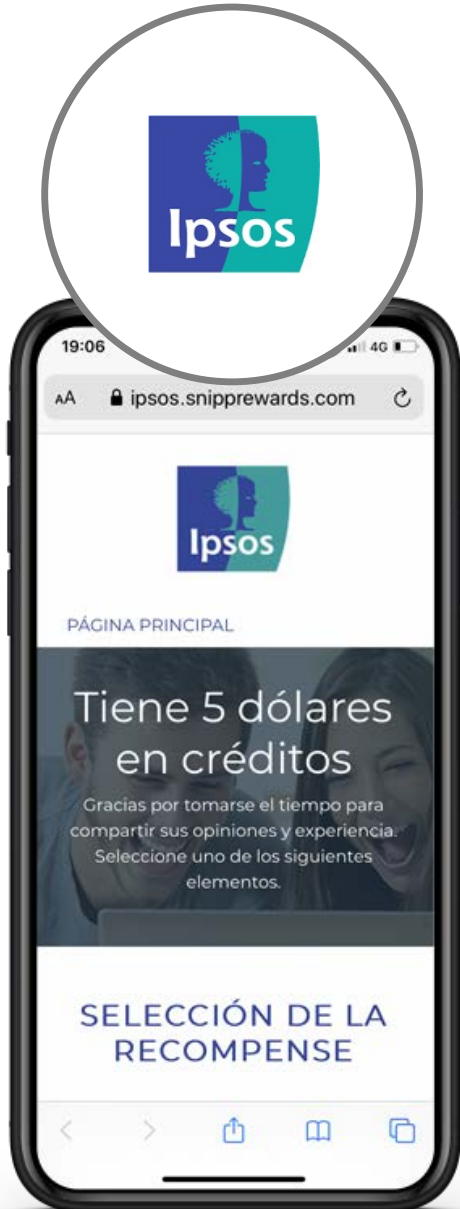 Ipsos
19:06
4G
AA ipsos.snipprewards.com
Ipsos
PÁGINA PRINCIPAL
Tiene 5 dólares
en créditos
Gracias por tomarse el tiempo para
compartir sus opiniones y experiencia.
Seleccione uno de los siguientes
elementos.
SELECCIÓN DE LA
RECOMPENSE